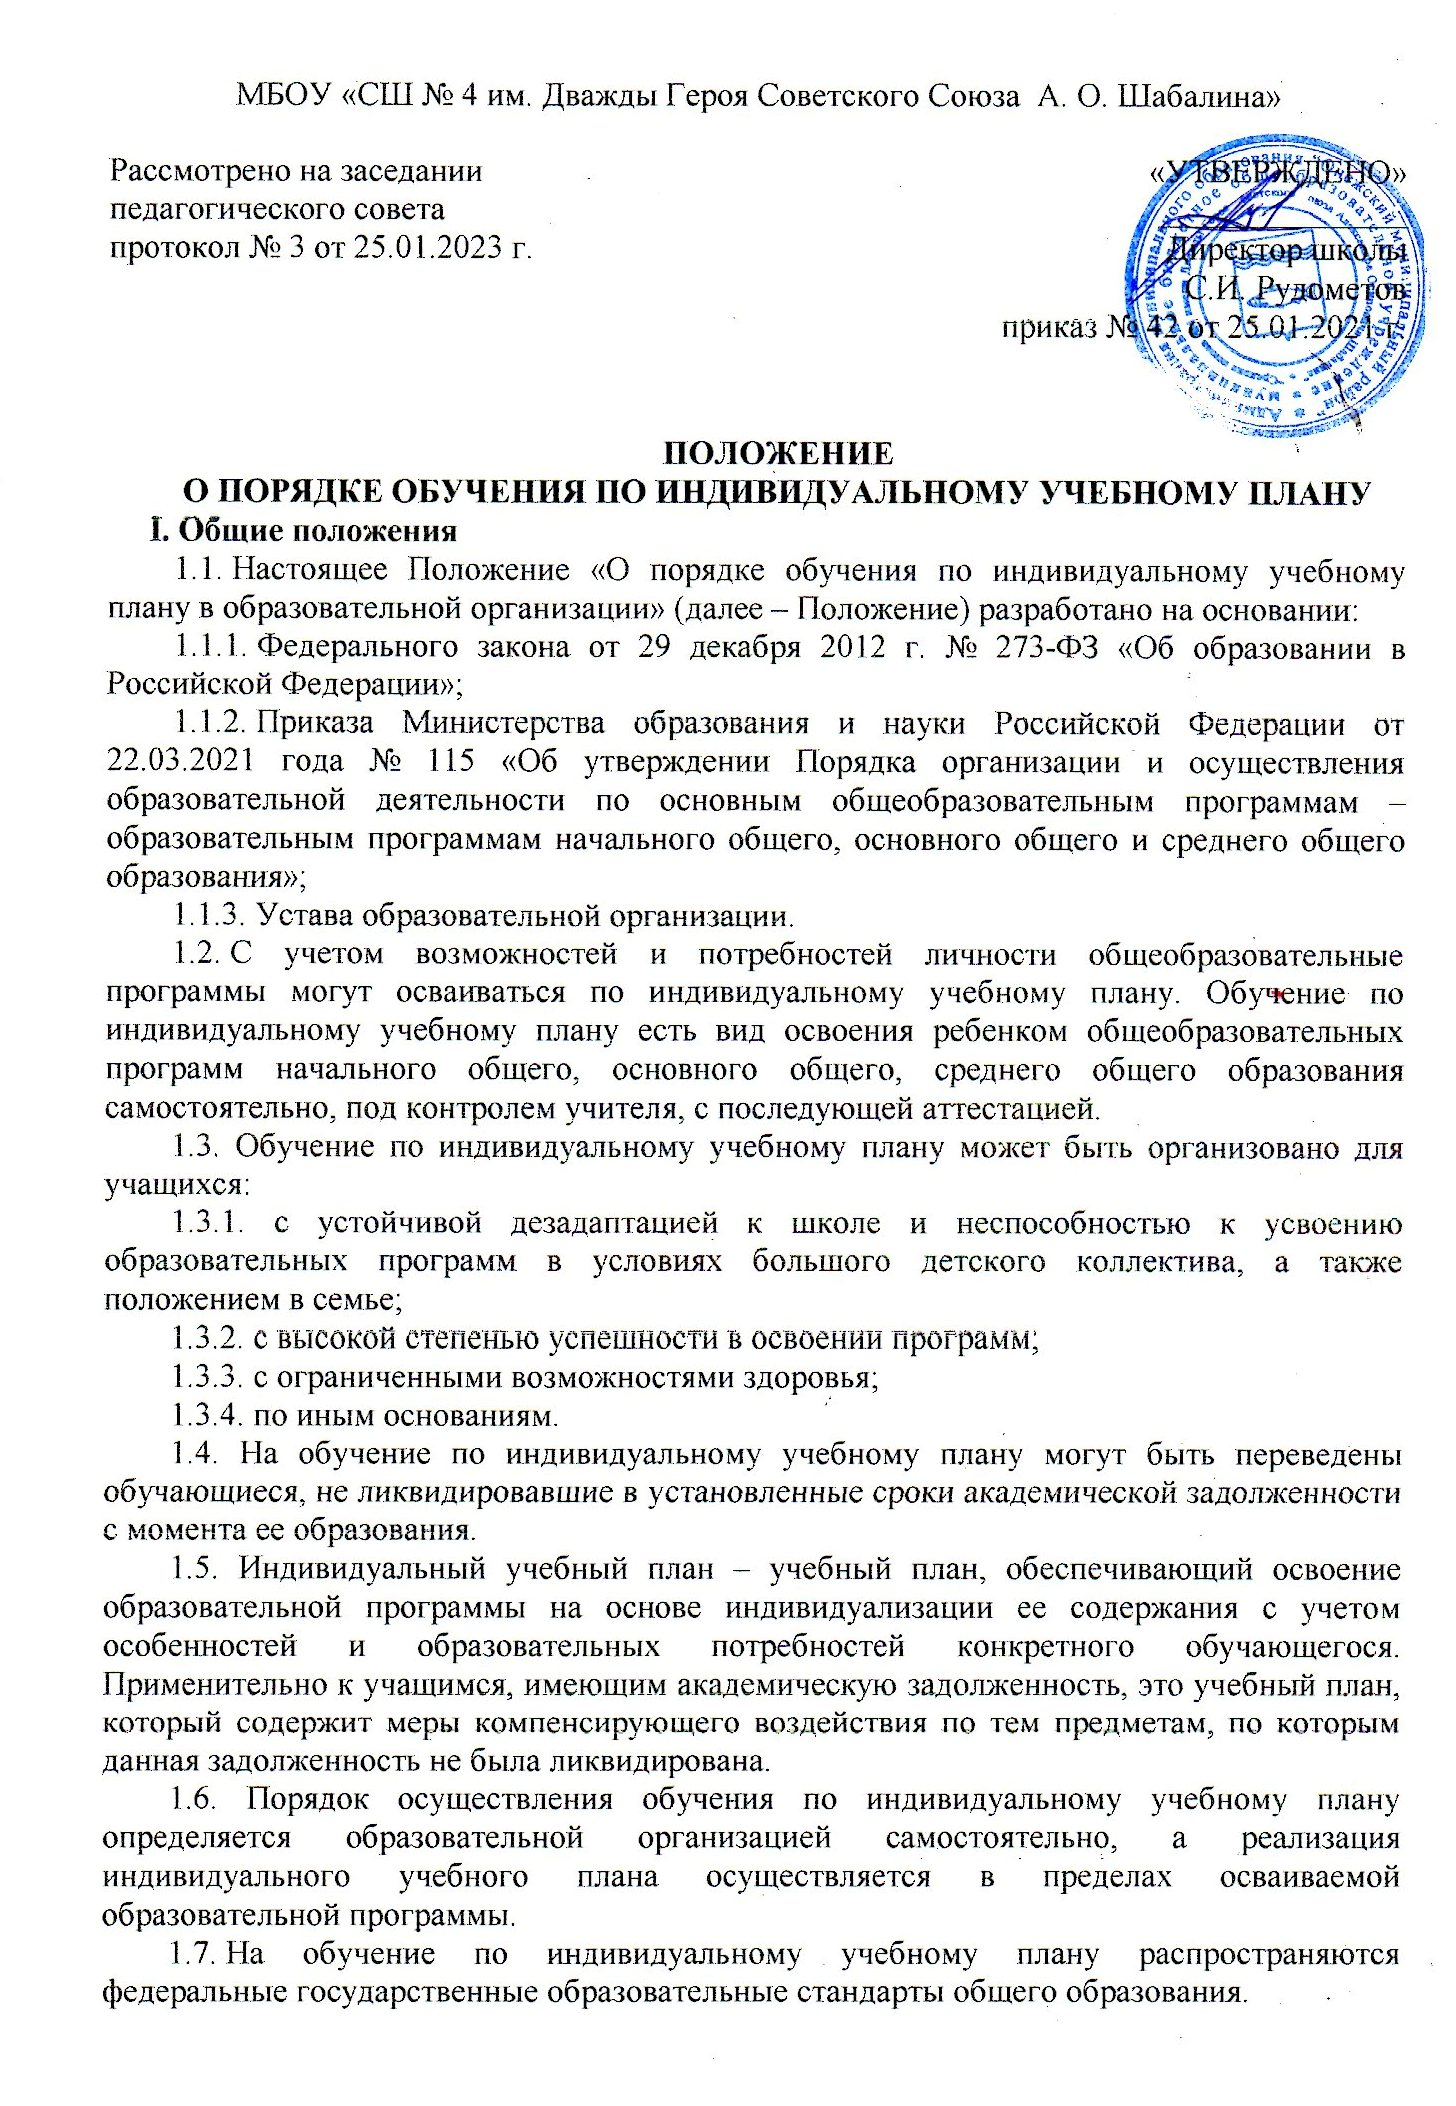 МБОУ «СШ № 4 им. Дважды Героя Советского Союза А. О. Шабалина»
Рассмотрено на заседании
педагогического совета
протокол № 3 от 25.01.2023 г.
«УТВЕРЖДЕНО»
Директор школы
С.И. Рудометов
приказ № 42 от 25.01.2021 г.
ПОЛОЖЕНИЕ
О ПОРЯДКЕ ОБУЧЕНИЯ ПО ИНДИВИДУАЛЬНОМУ УЧЕБНОМУ ПЛАНУ
I. Общие положения
1.1. Настоящее Положение «О порядке обучения по индивидуальному учебному
плану в образовательной организации» (далее – Положение) разработано на основании:
1.1.1. Федерального закона от 29 декабря 2012 г. № 273-ФЗ «Об образовании в
Российской Федерации»;
1.1.2. Приказа Министерства образования и науки Российской Федерации от
22.03.2021 года № 115 «Об утверждении Порядка организации и осуществления
образовательной деятельности по основным общеобразовательным программам –
образовательным программам начального общего, основного общего и среднего общего
образования»;
1.1.3. Устава образовательной организации.
1.2. С учетом возможностей и потребностей личности общеобразовательные
программы могут осваиваться по индивидуальному учебному плану. Обучение по
индивидуальному учебному плану есть вид освоения ребенком общеобразовательных
программ начального общего, основного общего, среднего общего образования
самостоятельно, под контролем учителя, с последующей аттестацией.
1.3. Обучение по индивидуальному учебному плану может быть организовано для
учащихся:
1.3.1. с устойчивой дезадаптацией к школе и неспособностью к усвоению
образовательных программ в условиях большого детского коллектива, а также
положением в семье;
1.3.2. с высокой степенью успешности в освоении программ;
1.3.3. с ограниченными возможностями здоровья;
1.3.4. по иным основаниям.
1.4. На обучение по индивидуальному учебному плану могут быть переведены
обучающиеся, не ликвидировавшие в установленные сроки академической задолженности
с момента ее образования.
1.5. Индивидуальный учебный план – учебный план, обеспечивающий освоение
образовательной программы на основе индивидуализации ее содержания с учетом
особенностей и образовательных потребностей конкретного обучающегося.
Применительно к учащимся, имеющим академическую задолженность, это учебный план,
который содержит меры компенсирующего воздействия по тем предметам, по которым
данная задолженность не была ликвидирована.
1.6. Порядок осуществления обучения по индивидуальному учебному плану
определяется образовательной организацией самостоятельно, а реализация
индивидуального учебного плана осуществляется в пределах осваиваемой
образовательной программы.
1.7. На обучение по индивидуальному учебному плану распространяются
федеральные государственные образовательные стандарты общего образования.